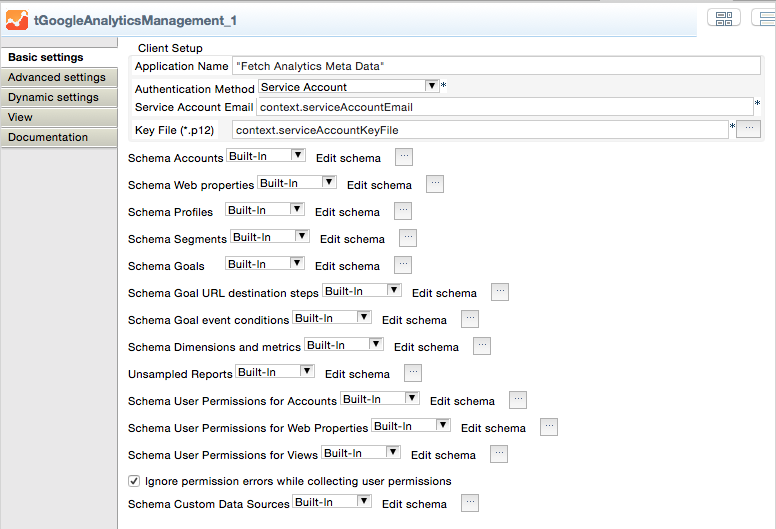 tGoogleAnalyticsManagement_1
Basic settings
Advanced settings
Dynamic settings
View
Documentation
Client Setup
Application Name "Fetch Analytics Meta Data"
Authentication Method Service Account *
Service Account Email context.serviceAccountEmail *
Key File (*.p12) context.serviceAccountKeyFile * ...
Schema Accounts Built-In Edit schema ...
Schema Web properties Built-In Edit schema ...
Schema Profiles Built-In Edit schema ...
Schema Segments Built-In Edit schema ...
Schema Goals Built-In Edit schema ...
Schema Goal URL destination steps Built-In Edit schema ...
Schema Goal event conditions Built-In Edit schema ...
Schema Dimensions and metrics Built-In Edit schema ...
Unsampled Reports Built-In Edit schema ...
Schema User Permissions for Accounts Built-In Edit schema ...
Schema User Permissions for Web Properties Built-In Edit schema ...
Schema User Permissions for Views Built-In Edit schema ...
Ignore permission errors while collecting user permissions
Schema Custom Data Sources Built-In Edit schema ...